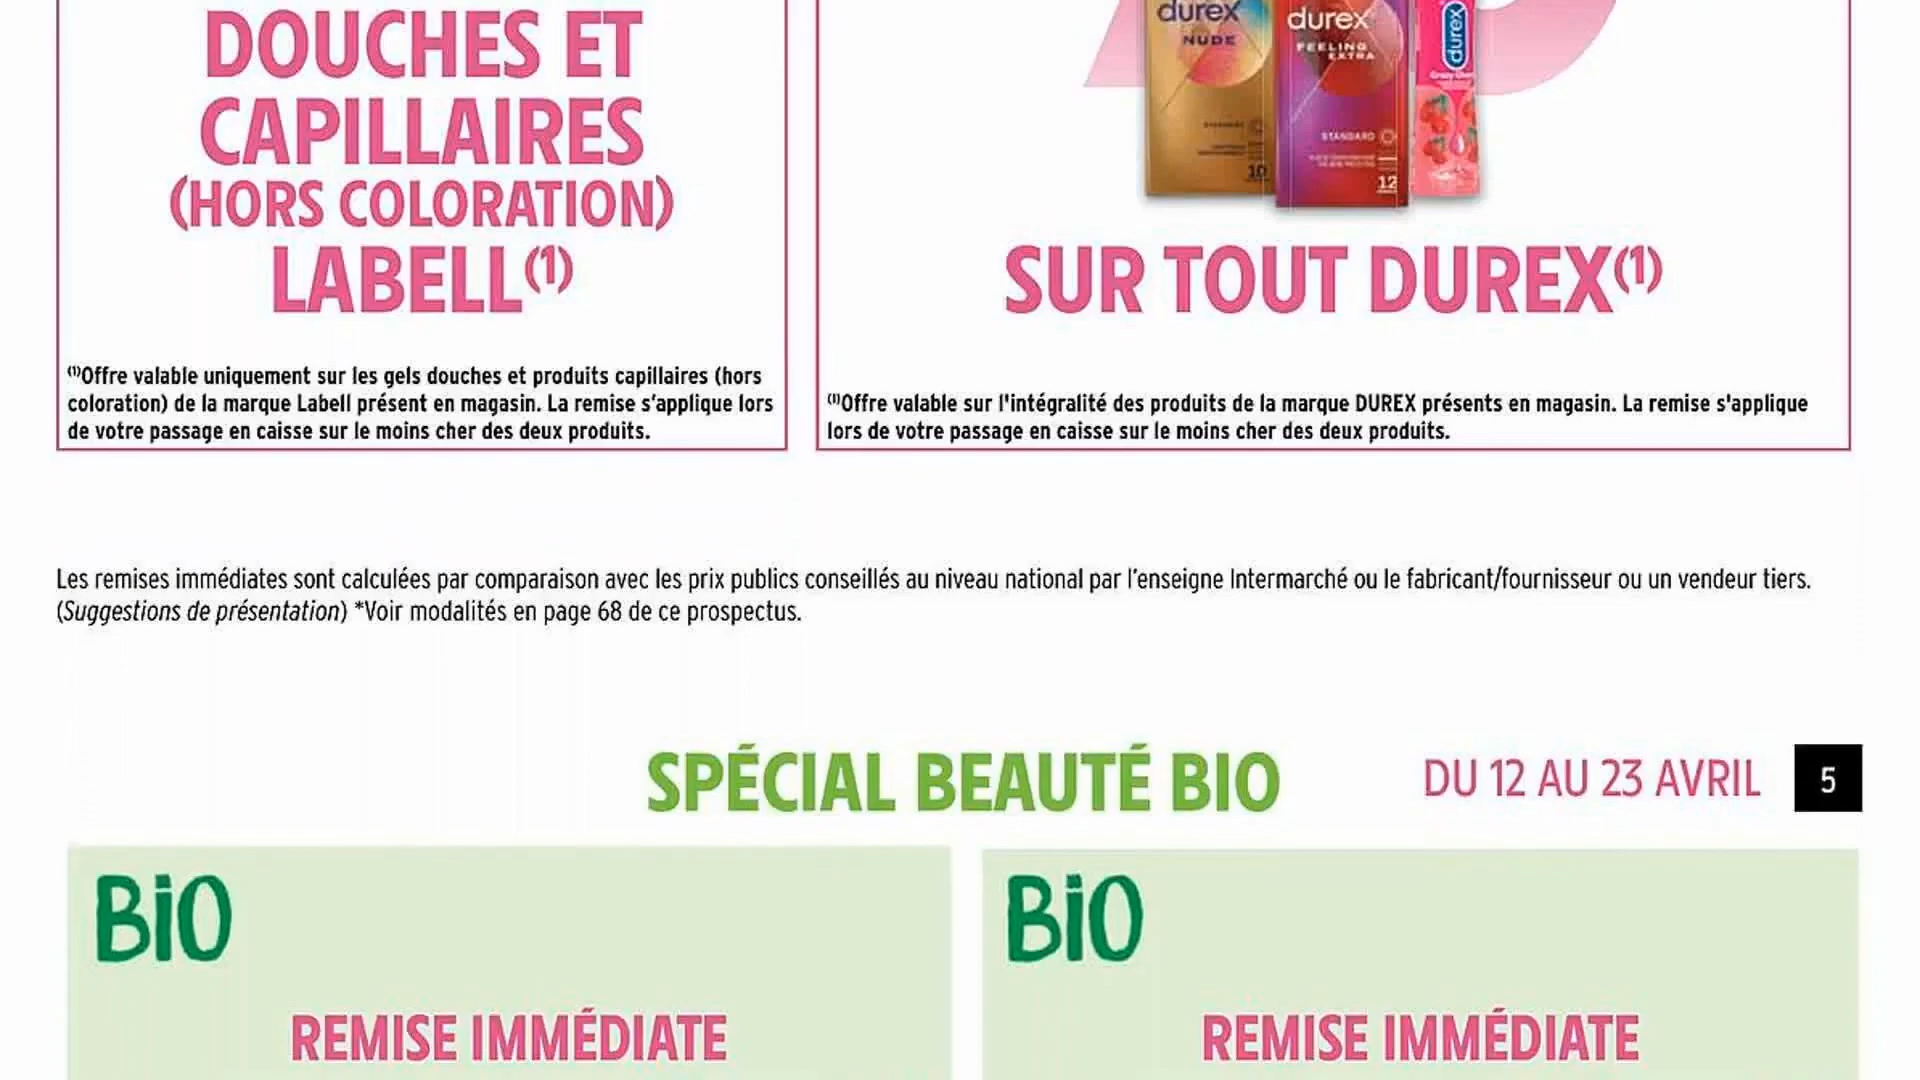 DOUCHES ET
CAPILLAIRES
(HORS COLORATION)
LABELL(1)
(1)Offre valable uniquement sur les gels douches et produits capillaires (hors
coloration) de la marque Labell présent en magasin. La remise s'applique lors
de votre passage en caisse sur le moins cher des deux produits.
durex
NUDE
10
durex
FEELING
EXTRA
STANDARD
12
durex
SUR TOUT DUREX(1)
(1)Offre valable sur l'intégralité des produits de la marque DUREX présents en magasin. La remise s'applique
lors de votre passage en caisse sur le moins cher des deux produits.
Les remises immédiates sont calculées par comparaison avec les prix publics conseillés au niveau national par l'enseigne Intermarché ou le fabricant/fournisseur ou un vendeur tiers.
(Suggestions de présentation) *Voir modalités en page 68 de ce prospectus.
SPÉCIAL BEAUTÉ BIO
DU 12 AU 23 AVRIL
5
BiO
REMISE IMMÉDIATE
BiO
REMISE IMMÉDIATE